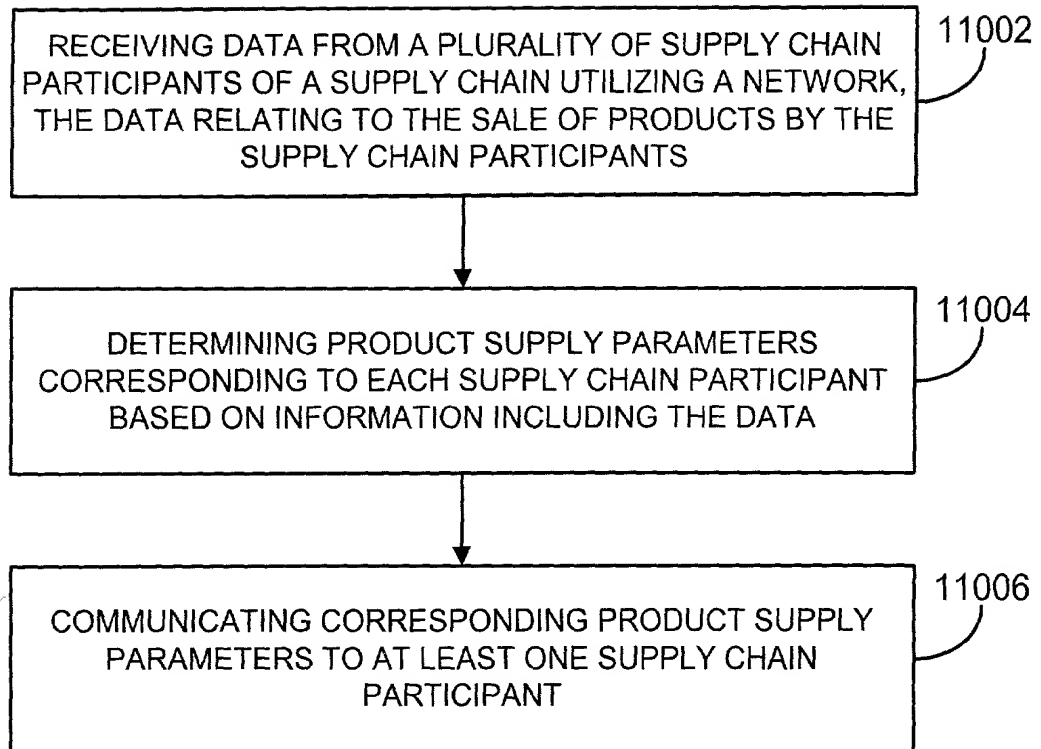 RECEIVING DATA FROM A PLURALITY OF SUPPLY CHAIN
PARTICIPANTS OF A SUPPLY CHAIN UTILIZING A NETWORK,
THE DATA RELATING TO THE SALE OF PRODUCTS BY THE
SUPPLY CHAIN PARTICIPANTS
11002
DETERMINING PRODUCT SUPPLY PARAMETERS
CORRESPONDING TO EACH SUPPLY CHAIN PARTICIPANT
BASED ON INFORMATION INCLUDING THE DATA
11004
COMMUNICATING CORRESPONDING PRODUCT SUPPLY
PARAMETERS TO AT LEAST ONE SUPPLY CHAIN
PARTICIPANT
11006